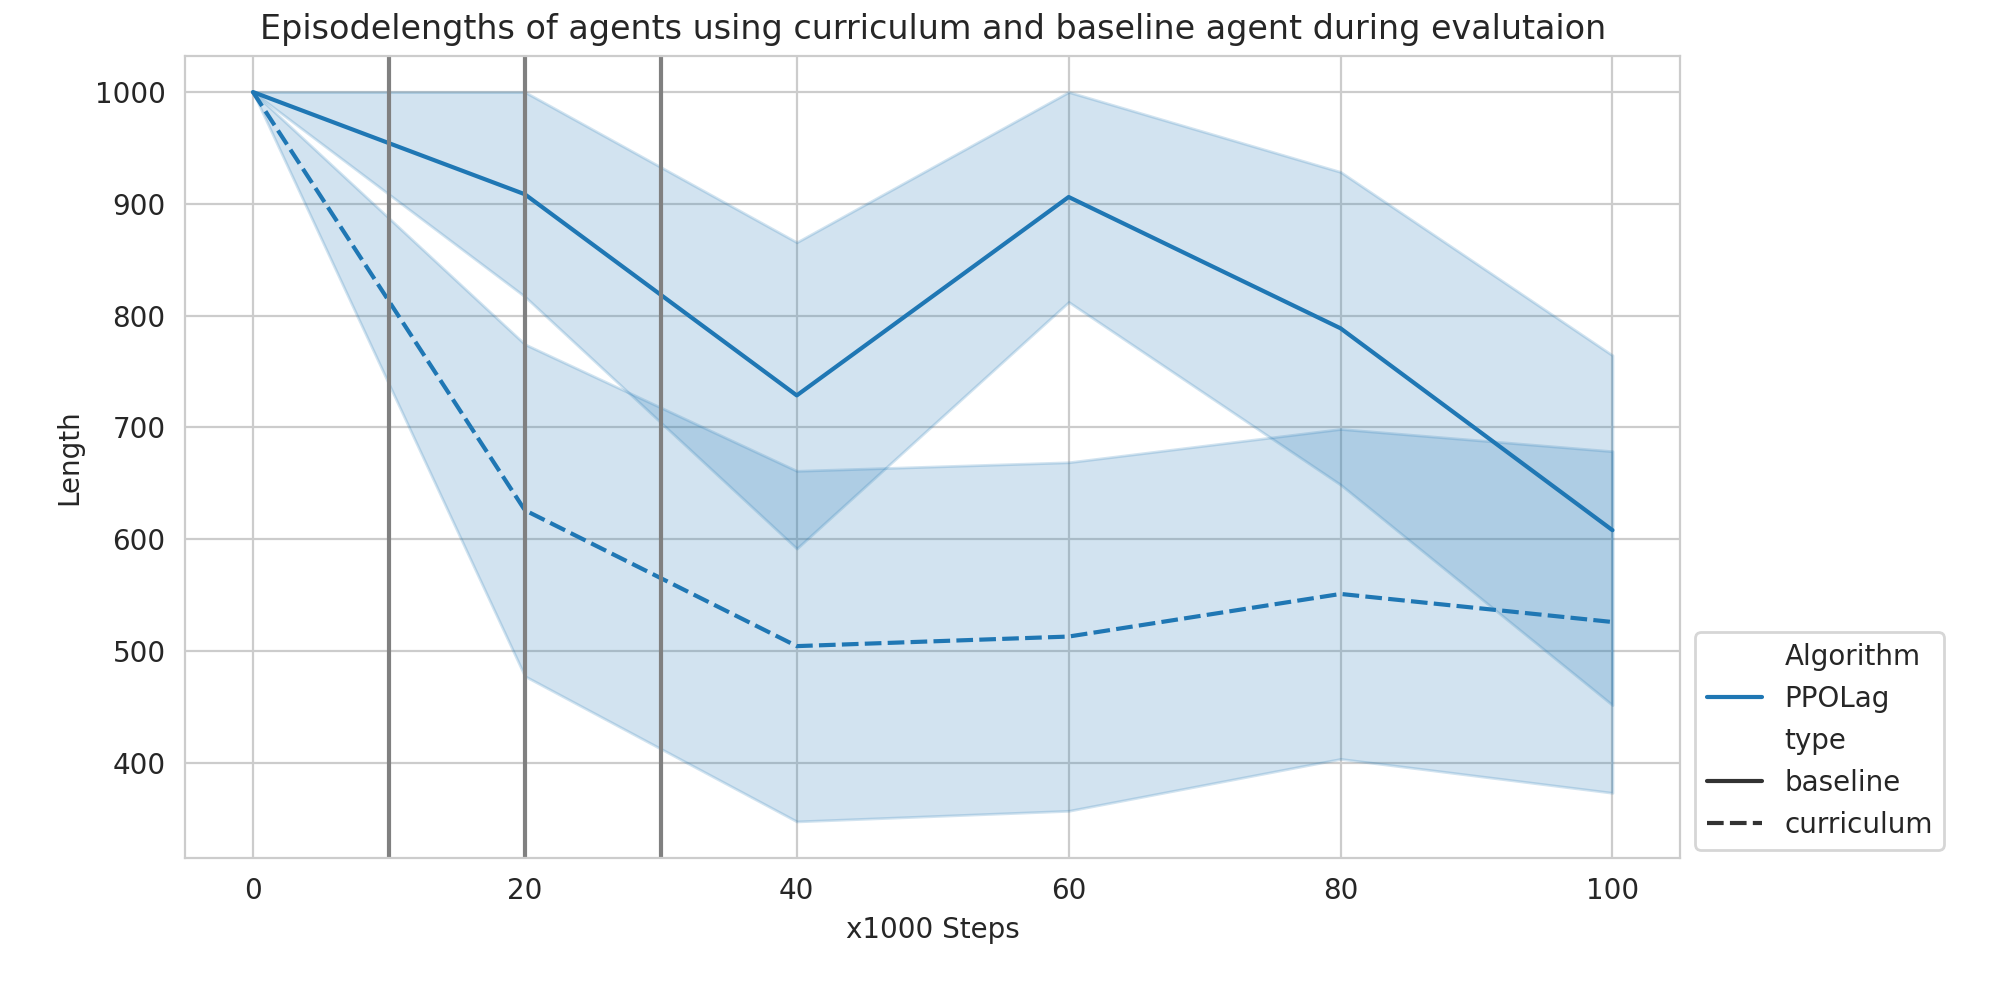 Episodelengths of agents using curriculum and baseline agent during evalutaion
1000
900
800
700
600
500
400
Length
0 20 40 60 80 100
x1000 Steps
Algorithm
PPOLag
type
baseline
curriculum